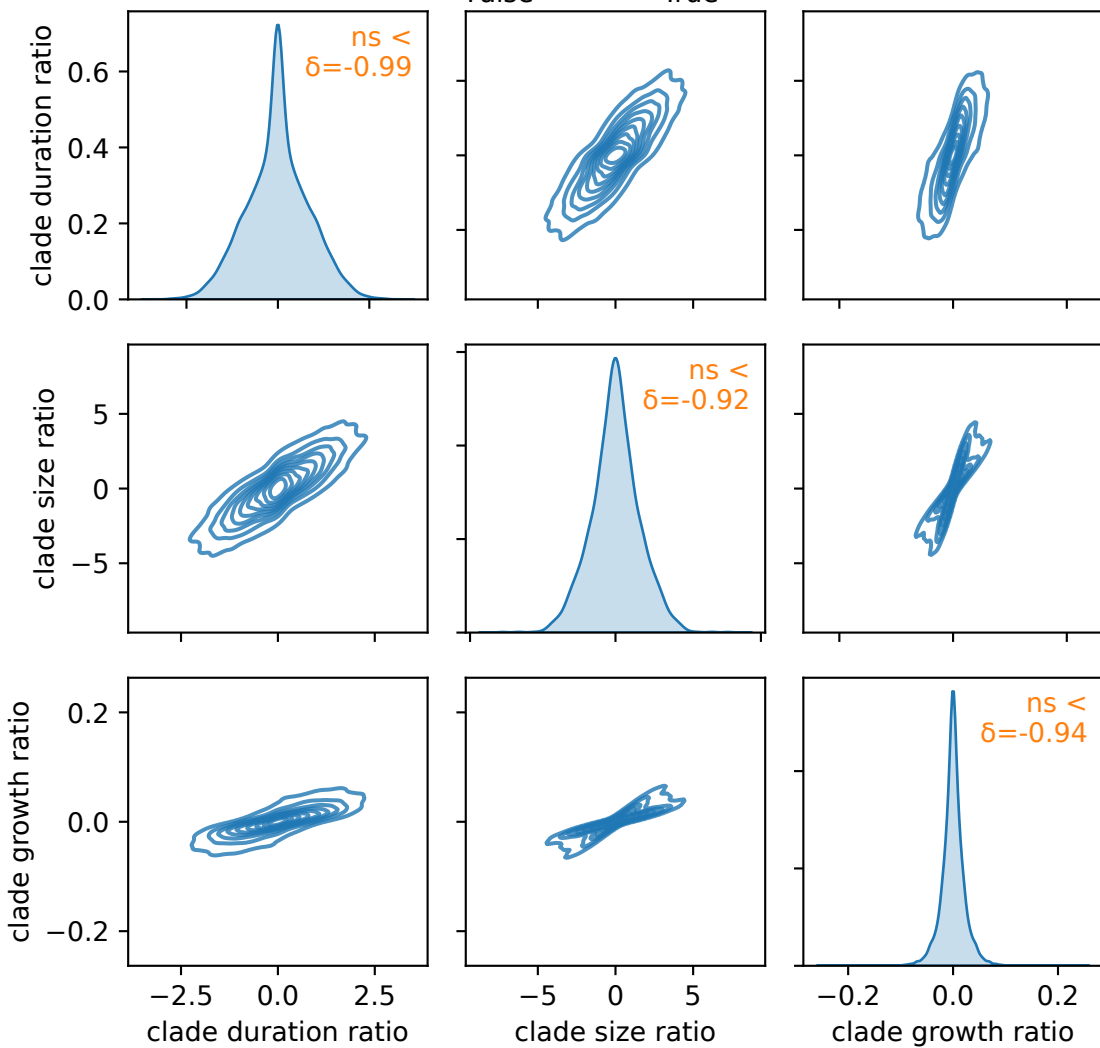 clade duration ratio
0.6
0.4
0.2
0.0
ns <
δ=-0.99
clade size ratio
5
0
−5
ns <
δ=-0.92
clade growth ratio
0.2
0.0
−0.2
ns <
δ=-0.94
−2.5 0.0 2.5
−5 0 5
−0.2 0.0 0.2
clade duration ratio
clade size ratio
clade growth ratio